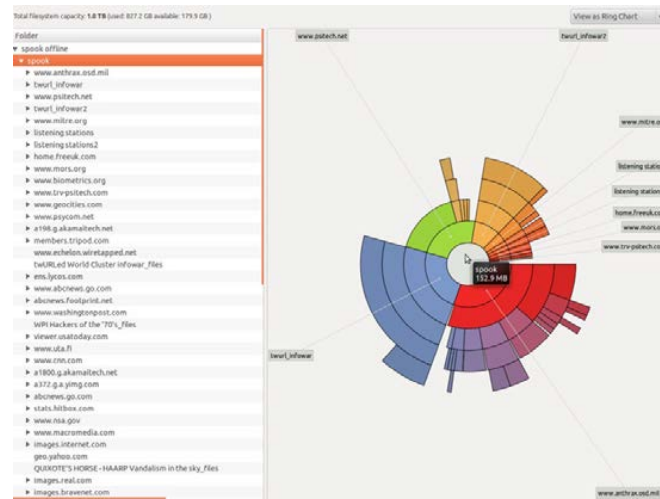 Total filesystem capacity: 1.0 TB (used: 827.2 GB available: 179.9 GB )
View as Ring Chart
Folder
spook offline
spook
www.anthrax.osd.mil
twurl_infowar
www.psitech.net
twurl_infowar2
www.mitre.org
listening stations
listening stations2
home.freeuk.com
www.mors.org
www.biometrics.org
www.trv-psitech.com
www.geocities.com
www.psycom.net
a198.g.akamaitech.net
members.tripod.com
www.echelon.wiretapped.net
twURLed World Cluster infowar_files
ens.lycos.com
www.abcnews.go.com
abcnews.footprint.net
www.washingtonpost.com
WPI Hackers of the '70's_files
viewer.usatoday.com
www.uta.fi
www.cnn.com
a1800.g.akamaitech.net
a372.g.a.yimg.com
abcnews.go.com
stats.hitbox.com
www.nsa.gov
www.macromedia.com
images.internet.com
geo.yahoo.com
QUIXOTE'S HORSE - HAARP Vandalism in the sky_files
images.real.com
images.bravenet.com
www.psitech.net
twurl_infowar2
www.mitre.o
listening statio
listening station
home.freeuk.co
www.mors.o
www.trv-psitech.com
spook
152.9 MB
twurl_infowar
www.anthrax.osd.mil